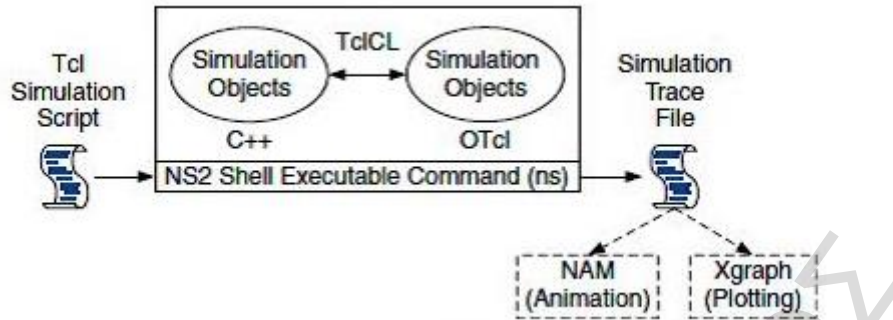 Tcl
Simulation
Script
Simulation
Objects
C++
TclCL
Simulation
Objects
OTcl
NS2 Shell Executable Command (ns)
Simulation
Trace
File
NAM
(Animation)
Xgraph
(Plotting)